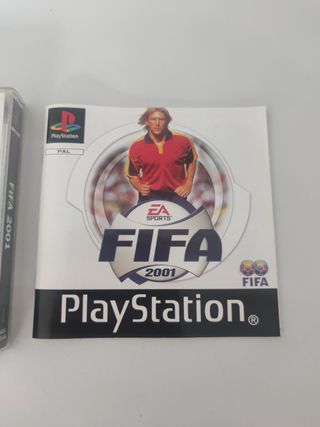 PlayStation
PAL
FIFA 2001
EA
SPORTS
FIFA
2001
FIFA
PlayStation®